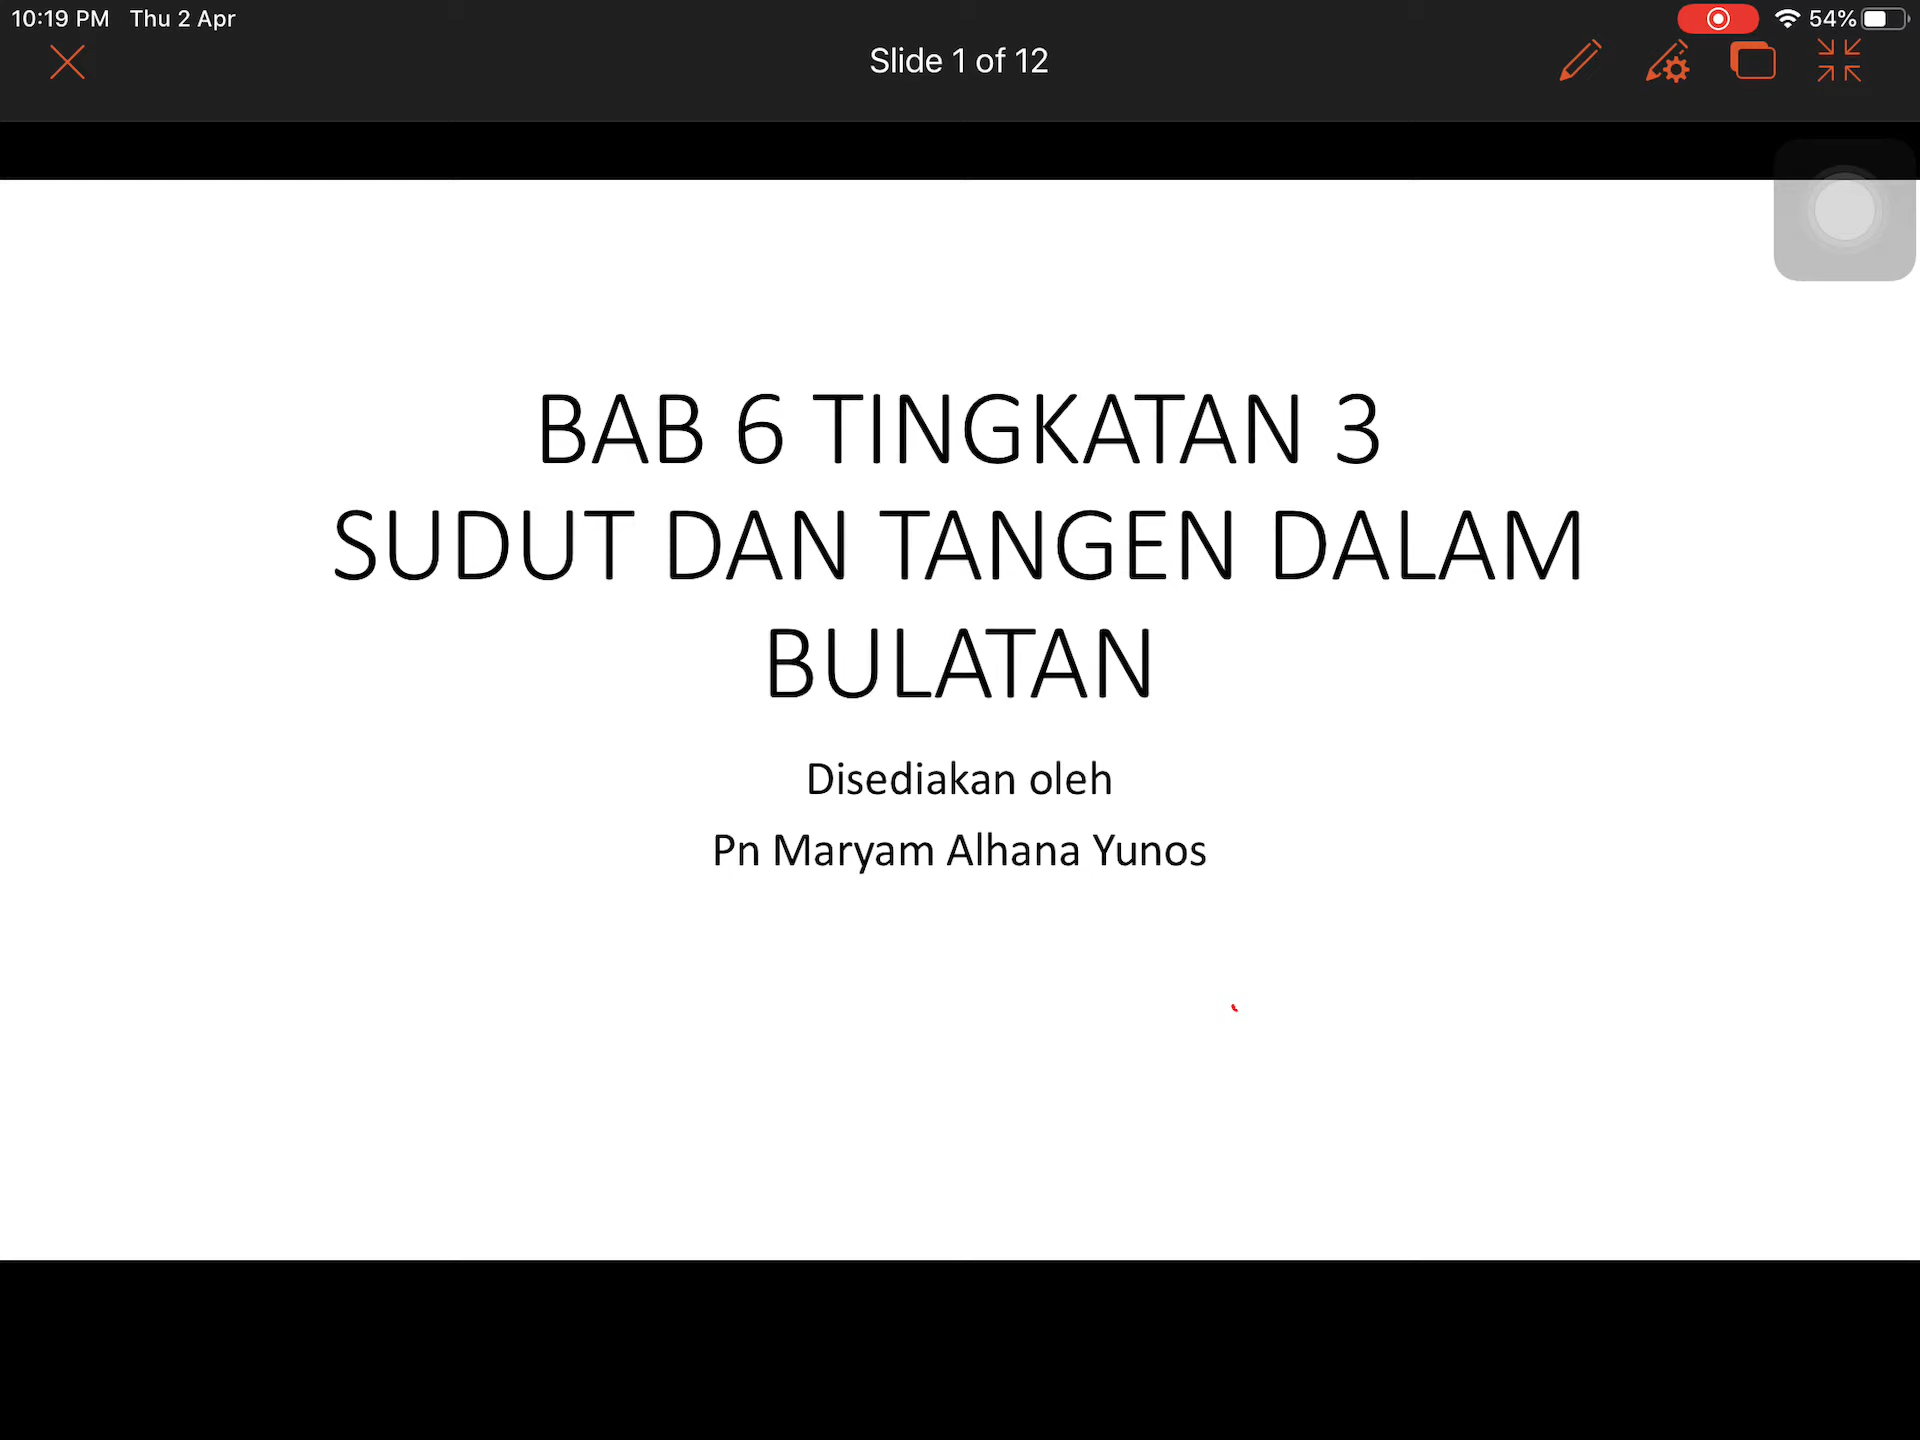 10:19 PM Thu 2 Apr
54%
Slide 1 of 12
BAB 6 TINGKATAN 3
SUDUT DAN TANGEN DALAM
BULATAN
Disediakan oleh
Pn Maryam Alhana Yunos